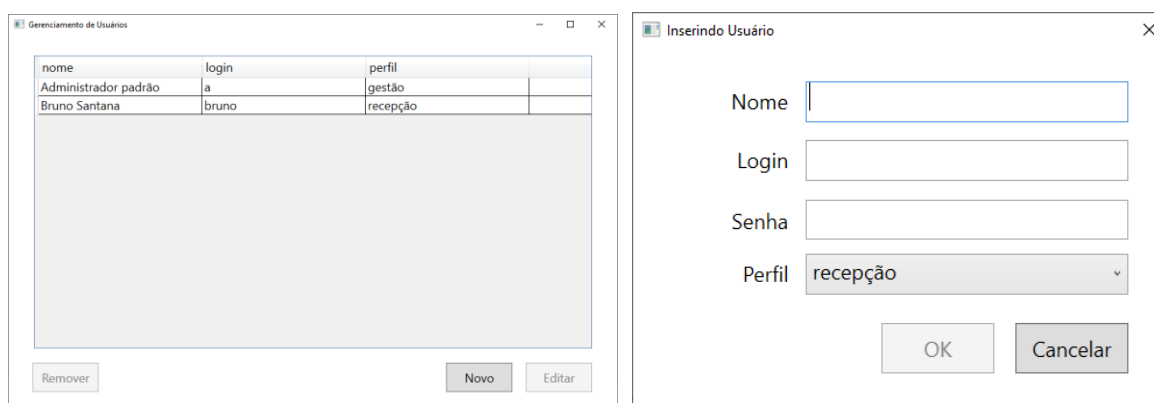 Gerenciamento de Usuários
nome login perfil
Administrador padrão a gestão
Bruno Santana bruno recepção
Remover Novo Editar
Inserindo Usuário
Nome
Login
Senha
Perfil recepção
OK Cancelar